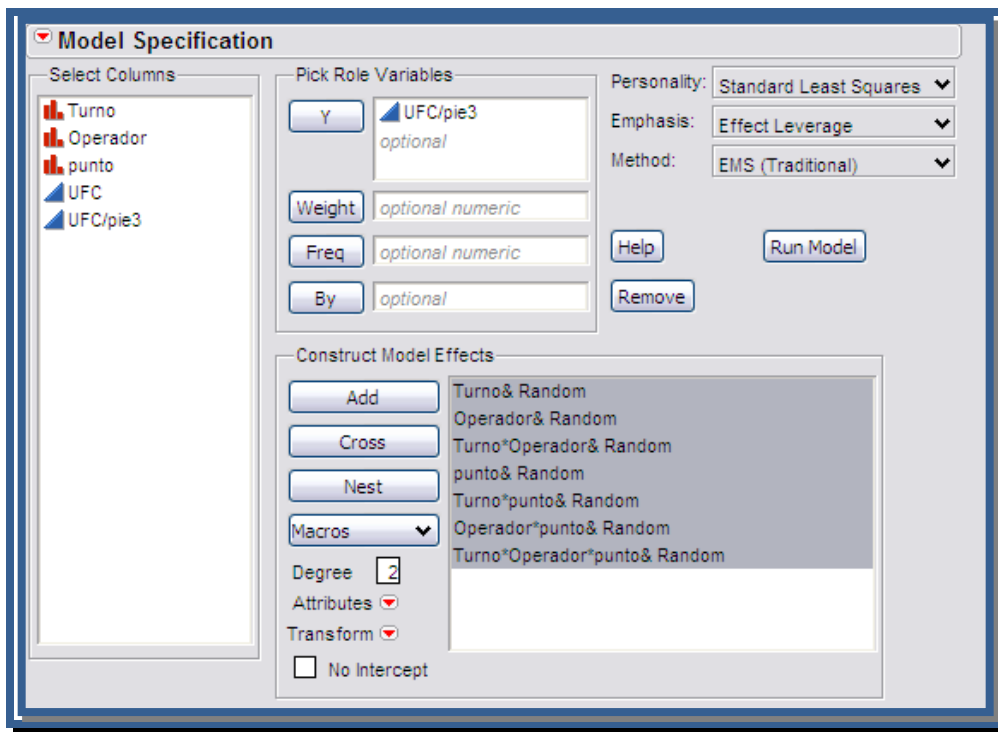 Model Specification
Select Columns
Turno
Operador
punto
UFC
UFC/pie3
Pick Role Variables
Y
UFC/pie3
optional
Weight
optional numeric
Freq
optional numeric
By
optional
Personality:
Standard Least Squares
Emphasis:
Effect Leverage
Method:
EMS (Traditional)
Help
Run Model
Remove
Construct Model Effects
Add
Cross
Nest
Macros
Degree 2
Attributes
Transform
No Intercept
Turno& Random
Operador& Random
Turno*Operador& Random
punto& Random
Turno*punto& Random
Operador*punto& Random
Turno*Operador*punto& Random